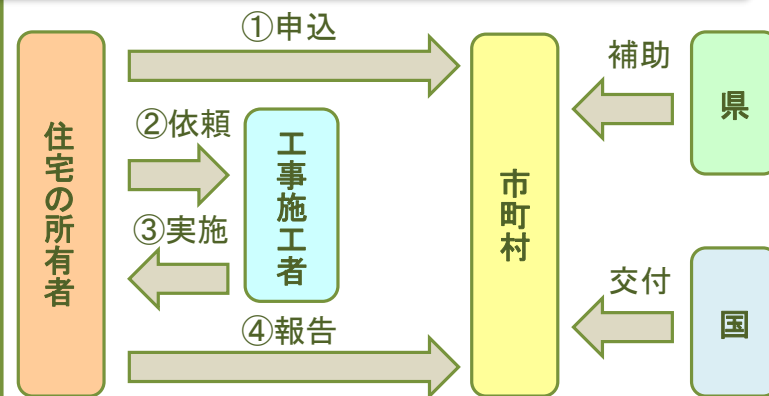 ①申込
補助
県
②依頼
工事施工者
住宅の所有者
市町村
③実施
交付
国
④報告